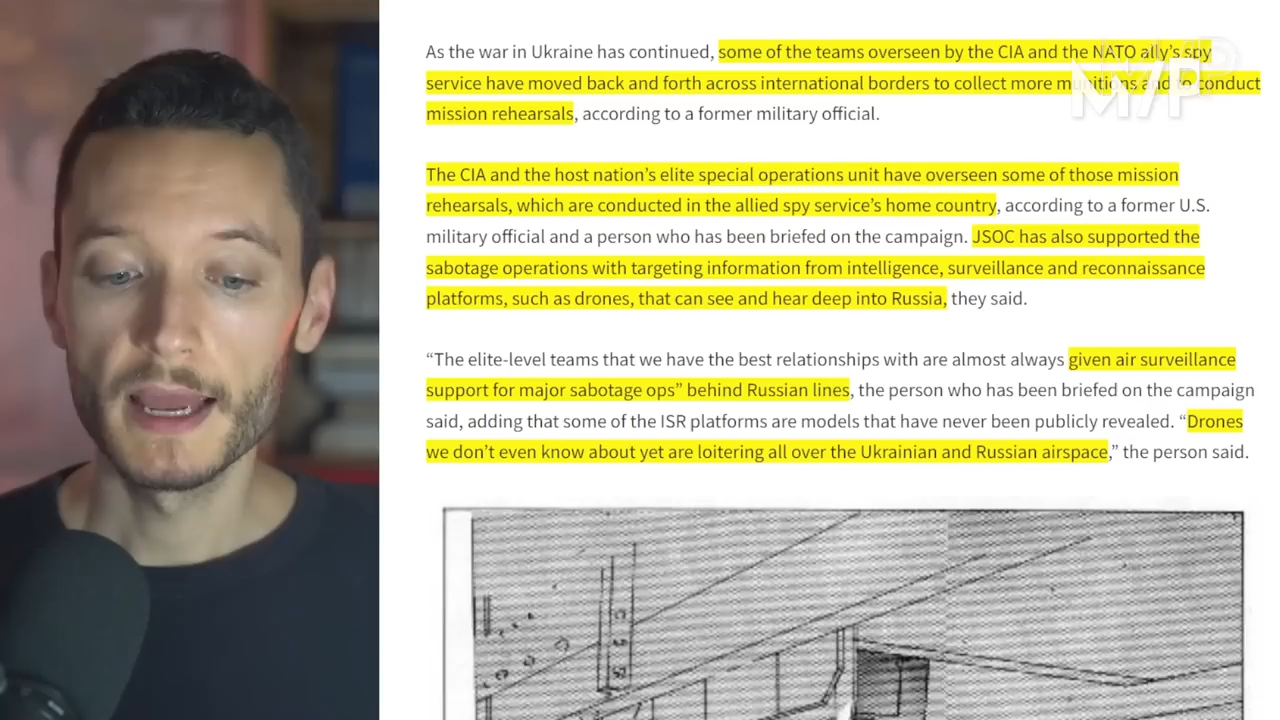 As the war in Ukraine has continued, some of the teams overseen by the CIA and the NATO ally’s spy
service have moved back and forth across international borders to collect more munitions and to conduct
mission rehearsals, according to a former military official.
The CIA and the host nation’s elite special operations unit have overseen some of those mission
rehearsals, which are conducted in the allied spy service’s home country, according to a former U.S.
military official and a person who has been briefed on the campaign. JSOC has also supported the
sabotage operations with targeting information from intelligence, surveillance and reconnaissance
platforms, such as drones, that can see and hear deep into Russia, they said.
“The elite-level teams that we have the best relationships with are almost always given air surveillance
support for major sabotage ops” behind Russian lines, the person who has been briefed on the campaign
said, adding that some of the ISR platforms are models that have never been publicly revealed. “Drones
we don’t even know about yet are loitering all over the Ukrainian and Russian airspace,” the person said.